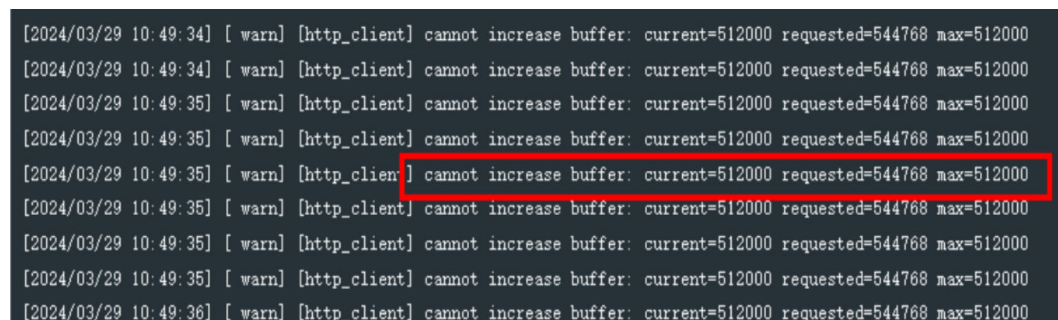 [2024/03/29 10:49:34] [ warn] [http_client] cannot increase buffer: current=512000 requested=544768 max=512000
[2024/03/29 10:49:34] [ warn] [http_client] cannot increase buffer: current=512000 requested=544768 max=512000
[2024/03/29 10:49:35] [ warn] [http_client] cannot increase buffer: current=512000 requested=544768 max=512000
[2024/03/29 10:49:35] [ warn] [http_client] cannot increase buffer: current=512000 requested=544768 max=512000
[2024/03/29 10:49:35] [ warn] [http_client] cannot increase buffer: current=512000 requested=544768 max=512000
[2024/03/29 10:49:35] [ warn] [http_client] cannot increase buffer: current=512000 requested=544768 max=512000
[2024/03/29 10:49:35] [ warn] [http_client] cannot increase buffer: current=512000 requested=544768 max=512000
[2024/03/29 10:49:35] [ warn] [http_client] cannot increase buffer: current=512000 requested=544768 max=512000
[2024/03/29 10:49:36] [ warn] [http_client] cannot increase buffer: current=512000 requested=544768 max=512000